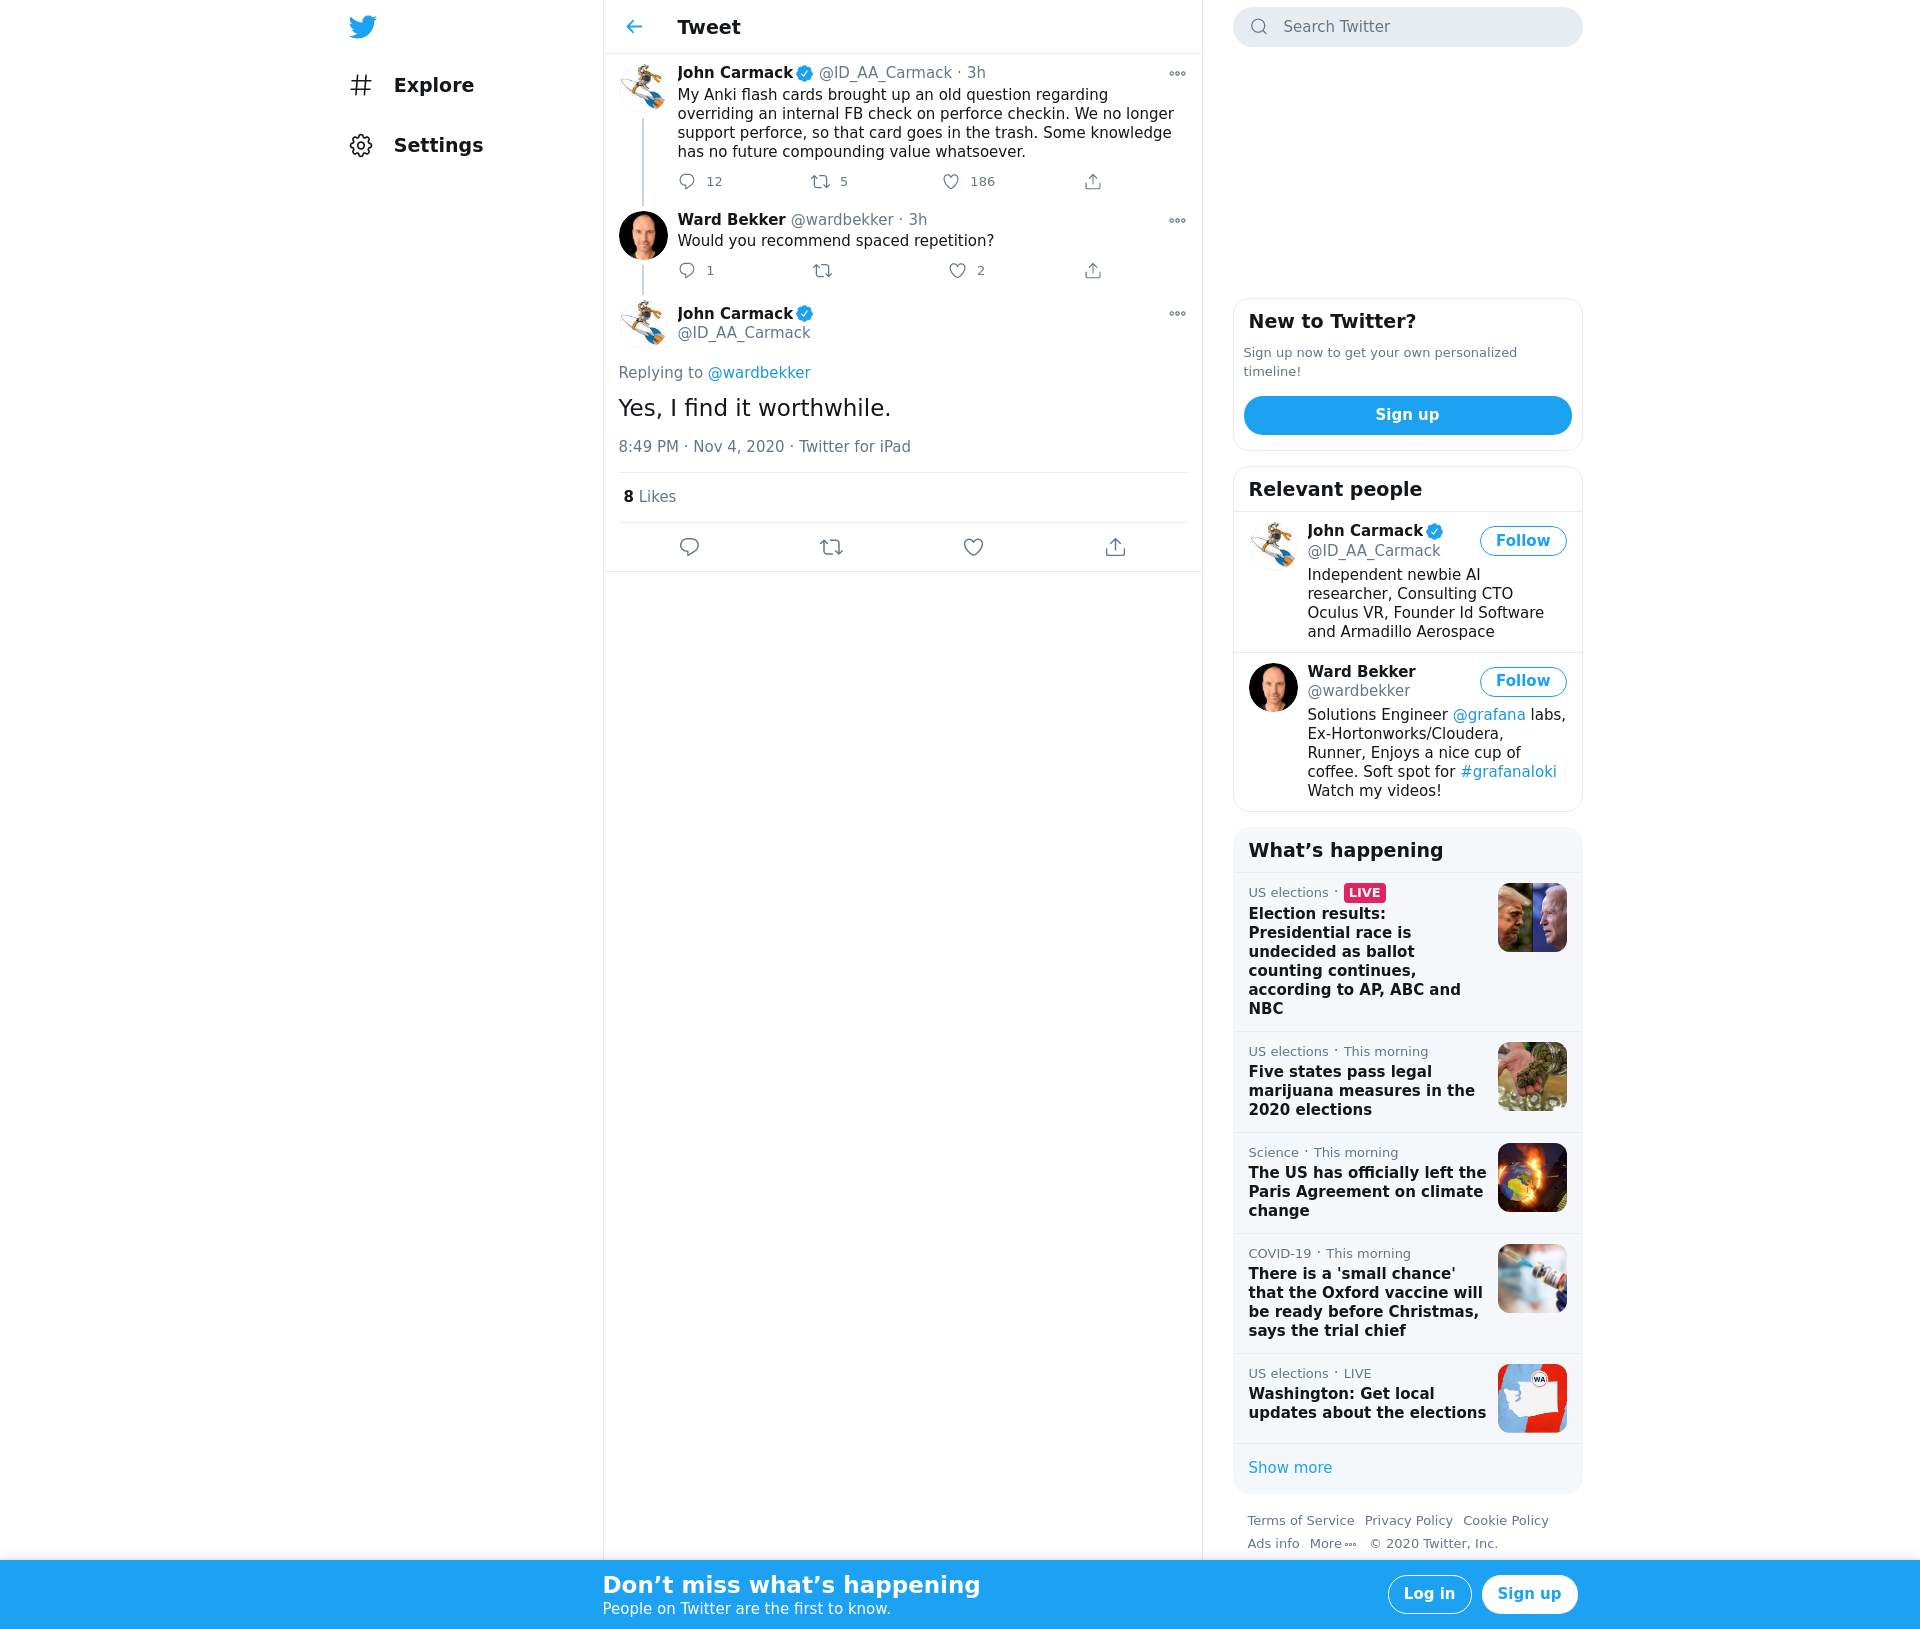 Explore
Settings
Tweet
John Carmack @ID_AA_Carmack · 3h
My Anki flash cards brought up an old question regarding
overriding an internal FB check on perforce checkin. We no longer
support perforce, so that card goes in the trash. Some knowledge
has no future compounding value whatsoever.
12 5 186
Ward Bekker @wardbekker · 3h
Would you recommend spaced repetition?
1 2
John Carmack
@ID_AA_Carmack
Replying to @wardbekker
Yes, I find it worthwhile.
8:49 PM · Nov 4, 2020 · Twitter for iPad
8 Likes
Search Twitter
New to Twitter?
Sign up now to get your own personalized
timeline!
Sign up
Relevant people
John Carmack
@ID_AA_Carmack
Follow
Independent newbie AI
researcher, Consulting CTO
Oculus VR, Founder Id Software
and Armadillo Aerospace
Ward Bekker
@wardbekker
Follow
Solutions Engineer @grafana labs,
Ex-Hortonworks/Cloudera,
Runner, Enjoys a nice cup of
coffee. Soft spot for #grafanaloki
Watch my videos!
What’s happening
US elections · LIVE
Election results:
Presidential race is
undecided as ballot
counting continues,
according to AP, ABC and
NBC
US elections · This morning
Five states pass legal
marijuana measures in the
2020 elections
Science · This morning
The US has officially left the
Paris Agreement on climate
change
COVID-19 · This morning
There is a 'small chance'
that the Oxford vaccine will
be ready before Christmas,
says the trial chief
US elections · LIVE
Washington: Get local
updates about the elections
WA
Show more
Terms of Service Privacy Policy Cookie Policy
Ads info More © 2020 Twitter, Inc.
Don’t miss what’s happening
People on Twitter are the first to know.
Log in
Sign up